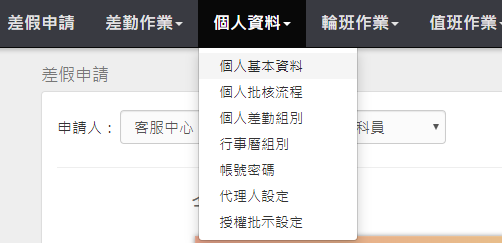 差假申請 差勤作業 個人資料 輪班作業 值班作業
差假申請
個人基本資料
個人批核流程
申請人： 客服中心 科員
個人差勤組別
行事曆組別
帳號密碼
代理人設定
授權批示設定